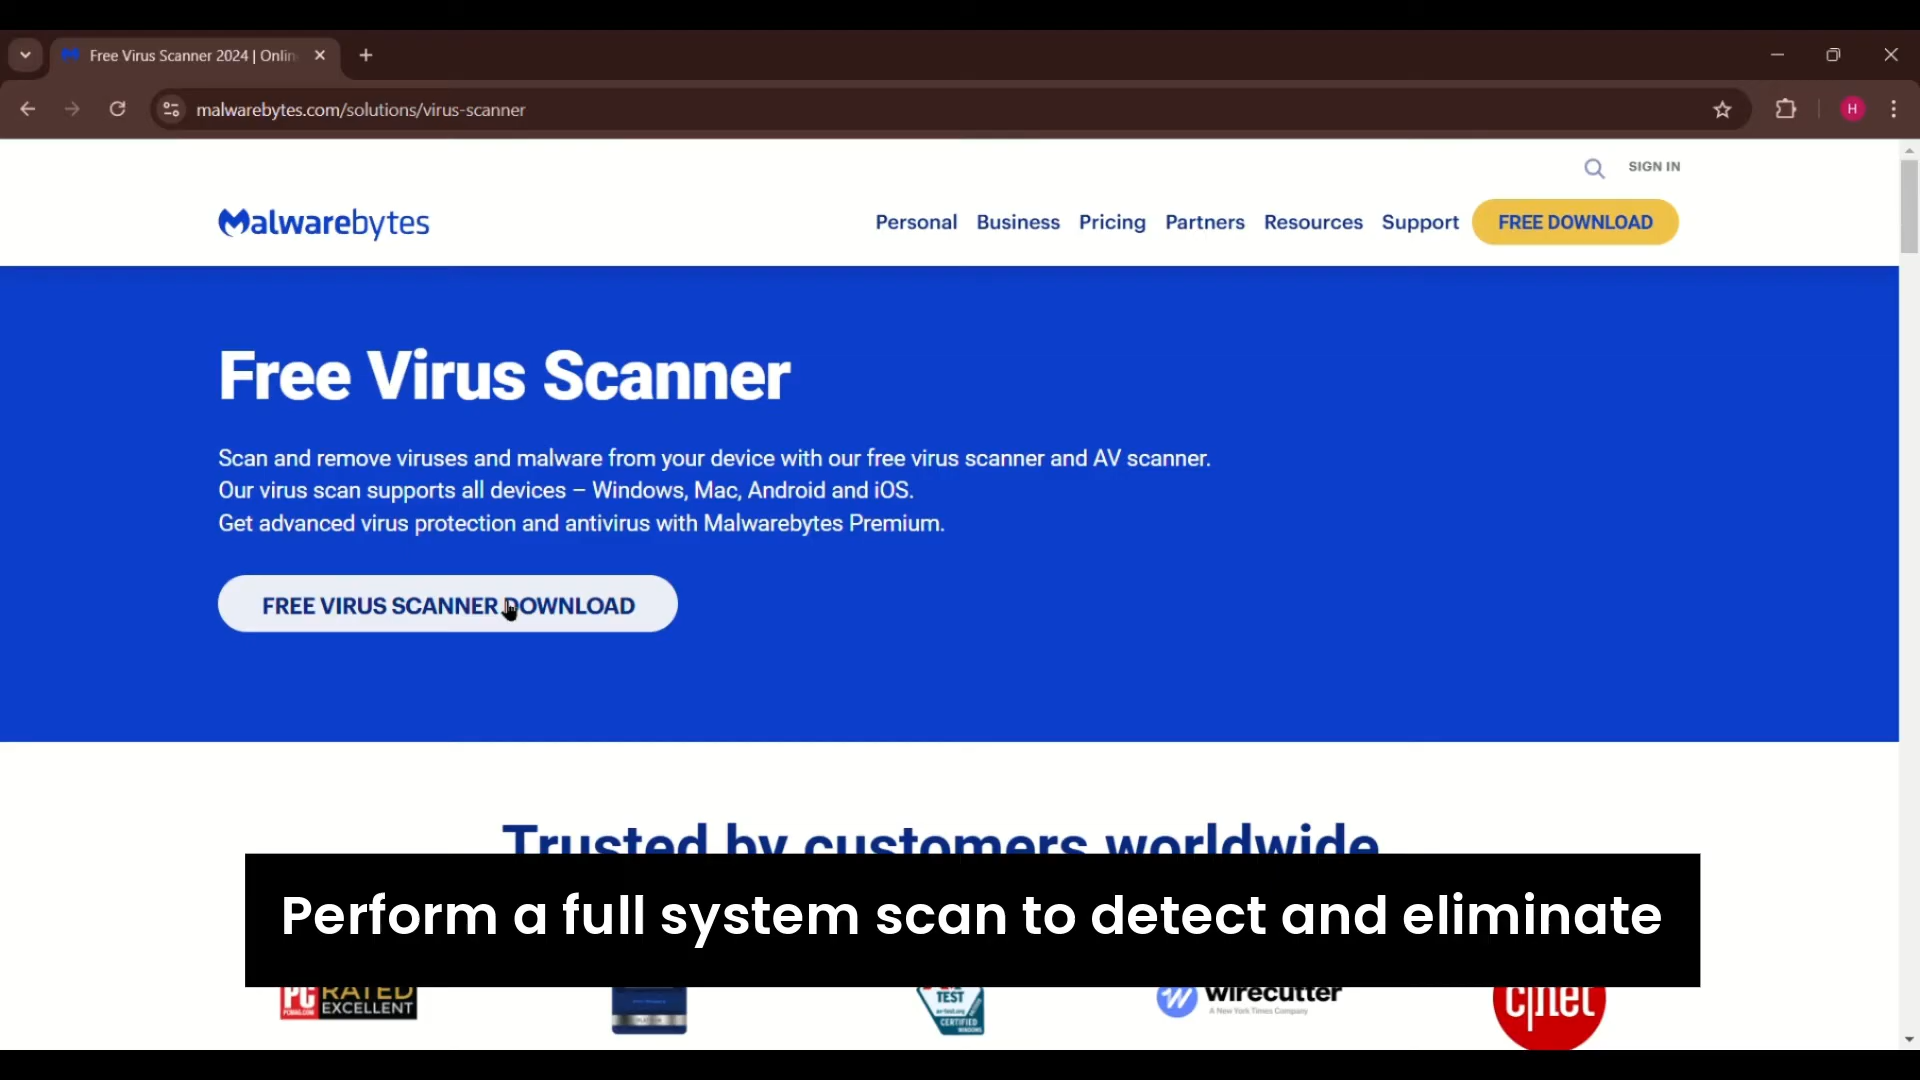 Free Virus Scanner 2024 | Onlin
malwarebytes.com/solutions/virus-scanner
H
SIGN IN
Malwarebytes
Personal Business Pricing Partners Resources Support FREE DOWNLOAD
Free Virus Scanner
Scan and remove viruses and malware from your device with our free virus scanner and AV scanner.
Our virus scan supports all devices – Windows, Mac, Android and iOS.
Get advanced virus protection and antivirus with Malwarebytes Premium.
FREE VIRUS SCANNER DOWNLOAD
Trusted by customers worldwide
Perform a full system scan to detect and eliminate
PC RATED
EXCELLENT
TEST
CERTIFIED
Wirecutter
A New York Times Company
c|net